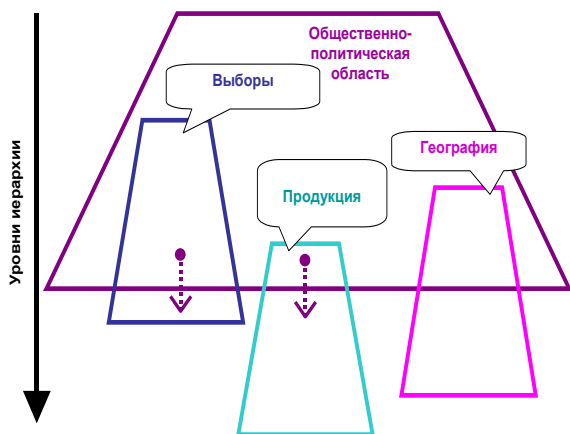 Общественно-
политическая
область
Выборы
География
Продукция
Уровни иерархии